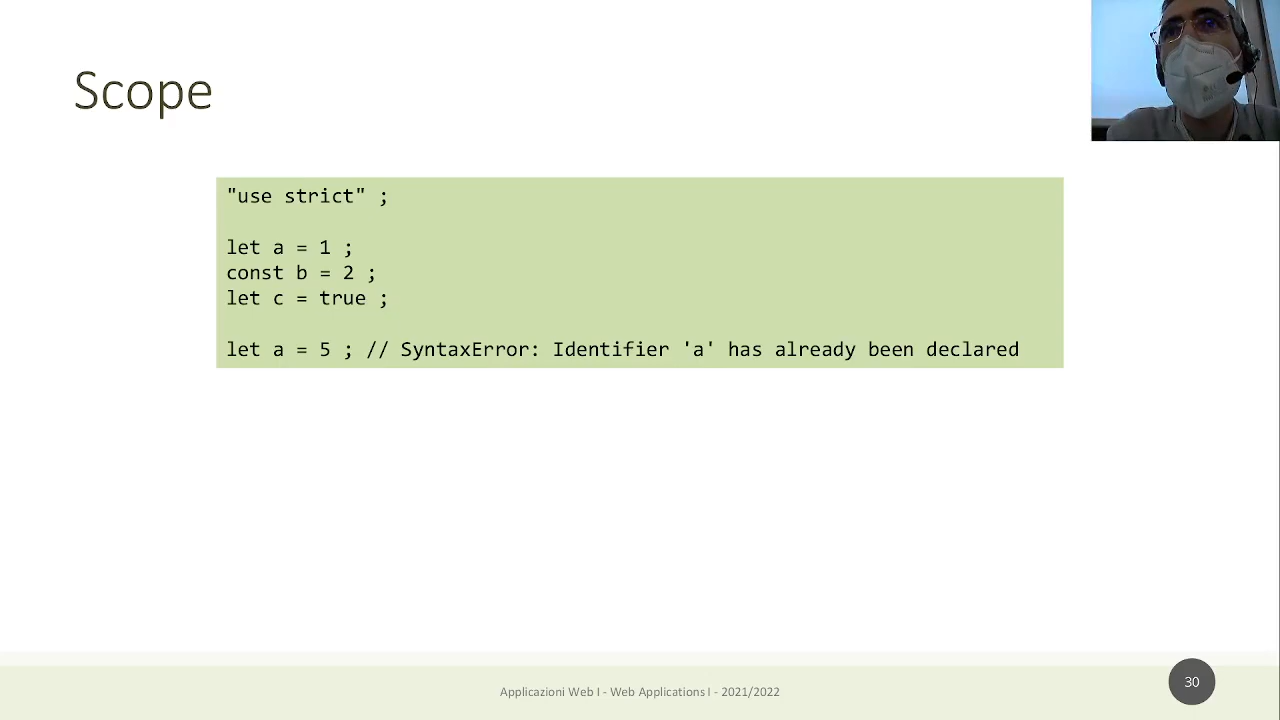 Scope
"use strict" ;
let a = 1 ;
const b = 2 ;
let c = true ;
let a = 5 ; // SyntaxError: Identifier 'a' has already been declared
Applicazioni Web I - Web Applications I - 2021/2022
30